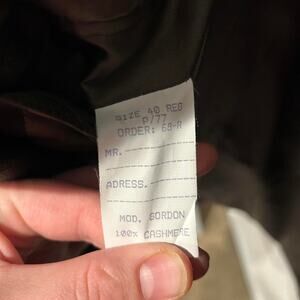 SIZE 40 REG
P/77
ORDER: 68-R
MR.
ADRESS.
MOD. GORDON
100% CASHMERE